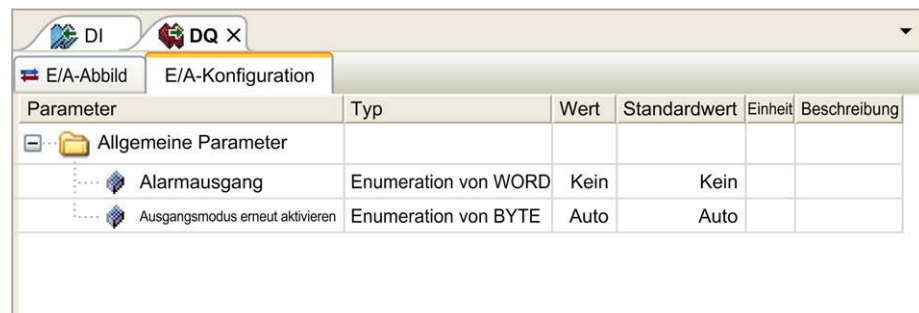 DI DQ
E/A-Abbild E/A-Konfiguration
Parameter Typ Wert Standardwert Einheit Beschreibung
Allgemeine Parameter
Alarmausgang Enumeration von WORD Kein Kein
Ausgangsmodus erneut aktivieren Enumeration von BYTE Auto Auto